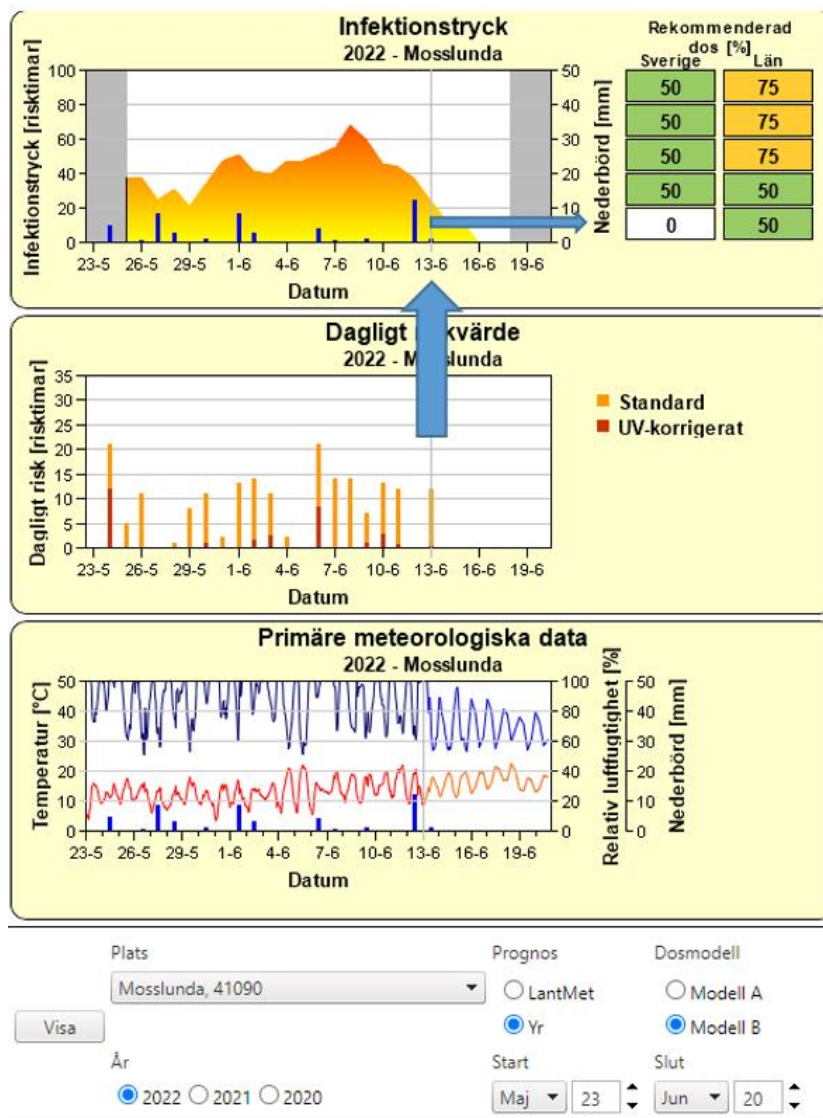 Infektionstryck
2022 - Mosslunda
Rekommenderad
dos [%]
Sverige Län
50 75
50 75
50 75
50 50
0 50
Infektionstryck [risktimar]
100
80
60
40
20
0
50
40
30
20
10
0
Nederbörd [mm]
23-5 26-5 29-5 1-6 4-6 7-6 10-6 13-6 16-6 19-6
Datum
Dagligt kvärde
2022 - M slunda
Dagligt risk [risktimar]
35
30
25
20
15
10
5
0
23-5 26-5 29-5 1-6 4-6 7-6 10-6 13-6 16-6 19-6
Datum
Standard
UV-korrigerat
Primäre meteorologiska data
2022 - Mosslunda
Temperatur [°C]
50
40
30
20
10
0
100
80
60
40
20
0
Relativ luftfugtighet [%]
50
40
30
20
10
0
Nederbörd [mm]
23-5 26-5 29-5 1-6 4-6 7-6 10-6 13-6 16-6 19-6
Datum
Plats Prognos Dosmodell
Mosslunda, 41090 LantMet Modell A
Visa Yr Modell B
År Start Slut
2022 2021 2020 Maj 23 Jun 20